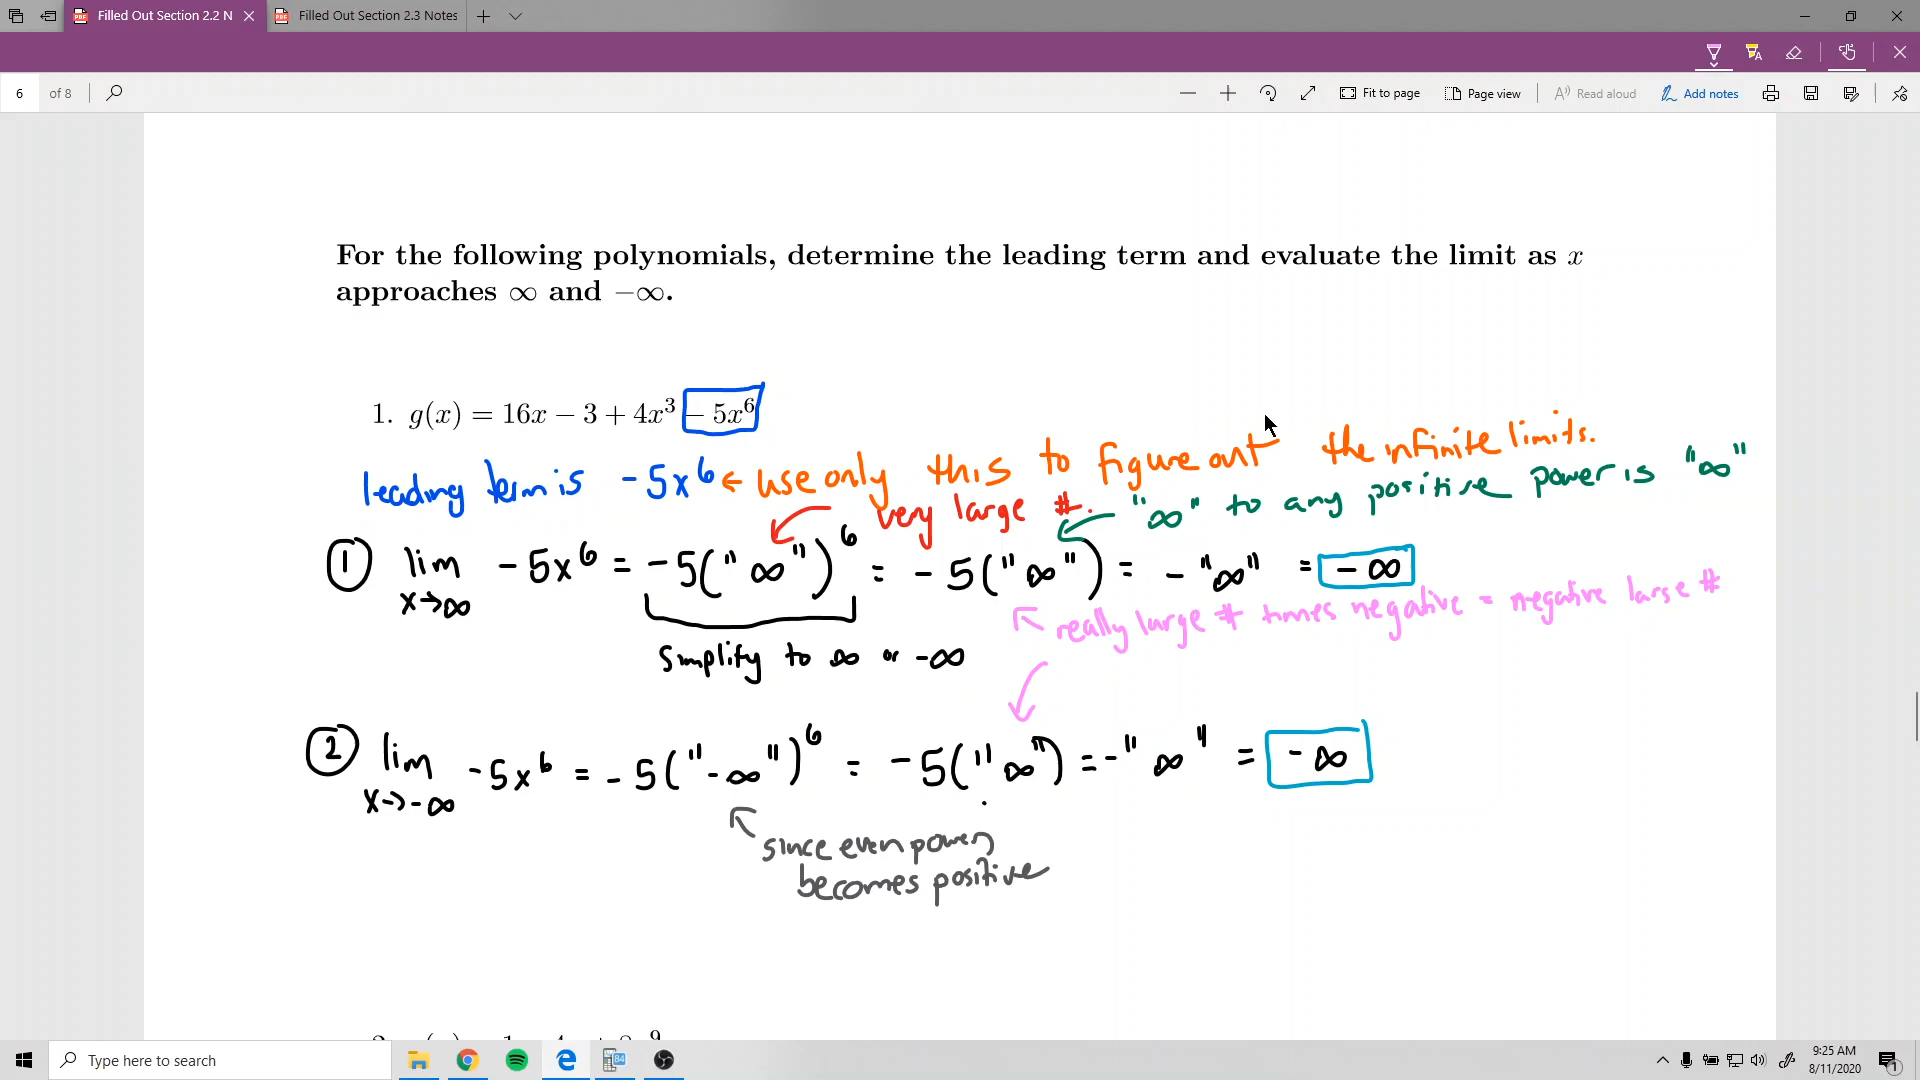 Filled Out Section 2.2 N
Filled Out Section 2.3 Notes
6 of 8
Fit to page
Page view
Read aloud
Add notes
For the following polynomials, determine the leading term and evaluate the limit as x
approaches ∞ and −∞.
1. g(x) = 16x − 3 + 4x³ − 5x⁶
leading term is -5x⁶ ← use only this to figure out the infinite limits.
very large #.
"∞" to any positive power is "∞"
① lim x→∞ -5x⁶ = -5("∞")⁶ = -5("∞") = -"∞" = -∞
really large # times negative = negative large #
simplify to ∞ or -∞
② lim x→-∞ -5x⁶ = -5("-∞")⁶ = -5("∞") = -"∞" = -∞
since even power,
becomes positive
Type here to search
84
9:25 AM
8/11/2020
1